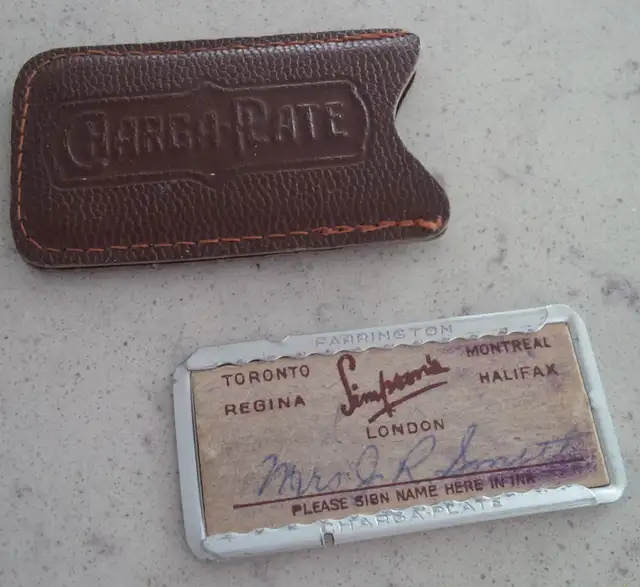 CHARGA-PLATE
FARRINGTON
TORONTO Simpson's MONTREAL
REGINA HALIFAX
LONDON
Mrs J R Smith
PLEASE SIGN NAME HERE IN INK
CHARGA-PLATE